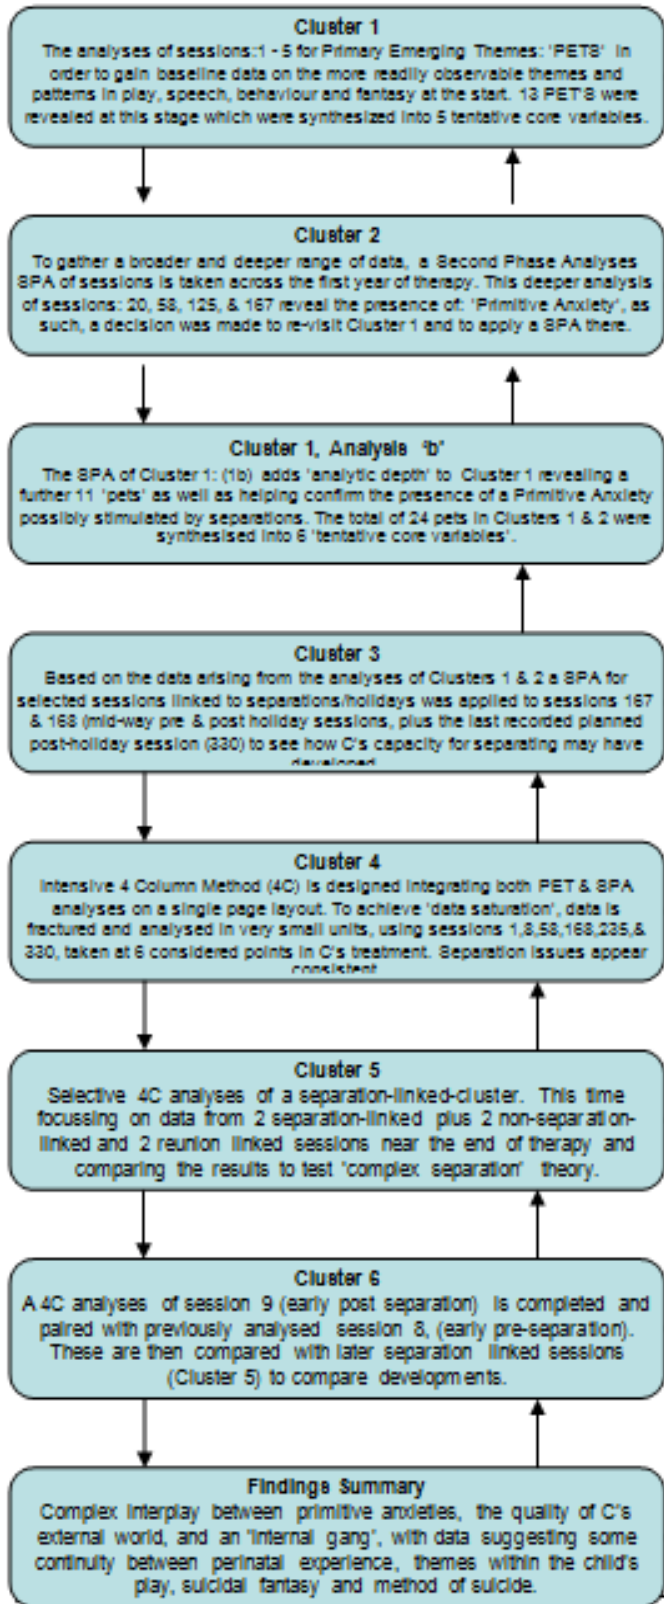 Cluster 1
The analyses of sessions:1 - 5 for Primary Emerging Themes: 'PETS' in
order to gain baseline data on the more readily observable themes and
patterns in play, speech, behaviour and fantasy at the start. 13 PET'S were
revealed at this stage which were synthesized into 5 tentative core variables.
Cluster 2
To gather a broader and deeper range of data, a Second Phase Analyses
SPA of sessions is taken across the first year of therapy. This deeper analysis
of sessions: 20, 58, 125, & 167 reveal the presence of: 'Primitive Anxiety', as
such, a decision was made to re-visit Cluster 1 and to apply a SPA there.
Cluster 1, Analysis 'b'
The SPA of Cluster 1: (1b) adds 'analytic depth' to Cluster 1 revealing a
further 11 'pets' as well as helping confirm the presence of a Primitive Anxiety
possibly stimulated by separations. The total of 24 pets in Clusters 1 & 2 were
synthesised into 6 'tentative core variables'.
Cluster 3
Based on the data arising from the analyses of Clusters 1 & 2 a SPA for
selected sessions linked to separations/holidays was applied to sessions 167
& 168 (mid-way pre & post holiday sessions, plus the last recorded planned
post-holiday session (330) to see how C's capacity for separating may have
developed
Cluster 4
Intensive 4 Column Method (4C) is designed integrating both PET & SPA
analyses on a single page layout. To achieve 'data saturation', data is
fractured and analysed in very small units, using sessions 1,8,58,168,235,&
330, taken at 6 considered points in C's treatment. Separation issues appear
consistent
Cluster 5
Selective 4C analyses of a separation-linked-cluster. This time
focussing on data from 2 separation-linked plus 2 non-separation-
linked and 2 reunion linked sessions near the end of therapy and
comparing the results to test 'complex separation' theory.
Cluster 6
A 4C analyses of session 9 (early post separation) is completed and
paired with previously analysed session 8, (early pre-separation).
These are then compared with later separation linked sessions
(Cluster 5) to compare developments.
Findings Summary
Complex interplay between primitive anxieties, the quality of C's
external world, and an 'internal gang', with data suggesting some
continuity between perinatal experience, themes within the child's
play, suicidal fantasy and method of suicide.